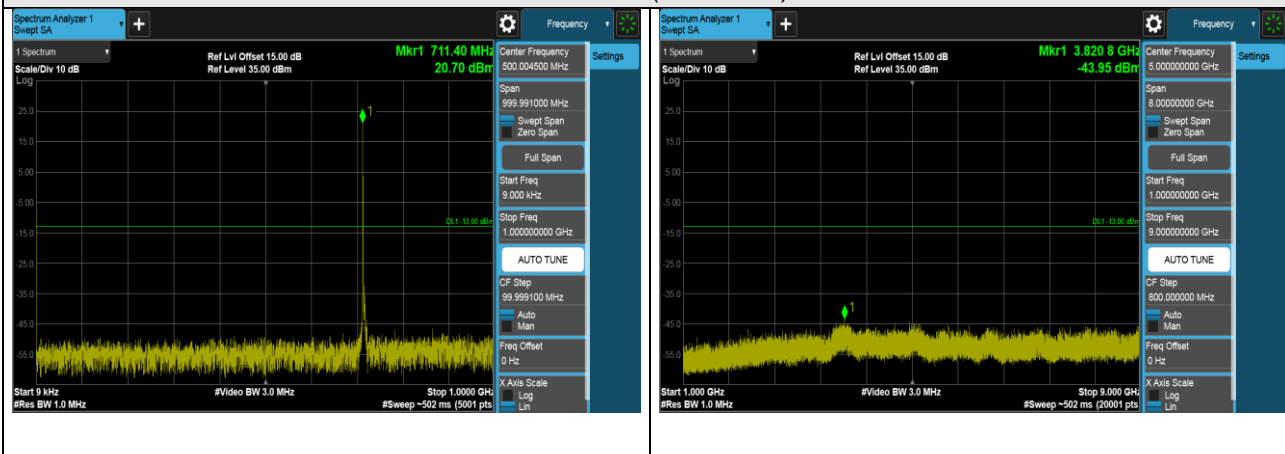 Spectrum Analyzer 1
Swept SA
+
Frequency
1 Spectrum
Scale/Div 10 dB
Log
Ref Lvl Offset 15.00 dB
Ref Level 35.00 dBm
Mkr1 711.40 MHz
20.70 dBm
1
25.0
15.0
5.00
-5.00
-15.0
-25.0
-35.0
-45.0
-55.0
DL1 -13.00 dBm
Start 9 kHz
#Res BW 1.0 MHz
#Video BW 3.0 MHz
Stop 1.0000 GHz
#Sweep ~502 ms (5001 pts
Center Frequency
500.004500 MHz
Settings
Span
999.991000 MHz
Swept Span
Zero Span
Full Span
Start Freq
9.000 kHz
Stop Freq
1.000000000 GHz
AUTO TUNE
CF Step
99.999100 MHz
Auto
Man
Freq Offset
0 Hz
X Axis Scale
Log
Lin
Spectrum Analyzer 1
Swept SA
+
Frequency
1 Spectrum
Scale/Div 10 dB
Log
Ref Lvl Offset 15.00 dB
Ref Level 35.00 dBm
Mkr1 3.820 8 GHz
-43.95 dBm
25.0
15.0
5.00
-5.00
-15.0
-25.0
-35.0
-45.0
-55.0
DL1 -13.00 dBm
1
Start 1.000 GHz
#Res BW 1.0 MHz
#Video BW 3.0 MHz
Stop 9.000 GHz
#Sweep ~502 ms (20001 pts
Center Frequency
5.000000000 GHz
Settings
Span
8.00000000 GHz
Swept Span
Zero Span
Full Span
Start Freq
1.000000000 GHz
Stop Freq
9.000000000 GHz
AUTO TUNE
CF Step
800.000000 MHz
Auto
Man
Freq Offset
0 Hz
X Axis Scale
Log
Lin